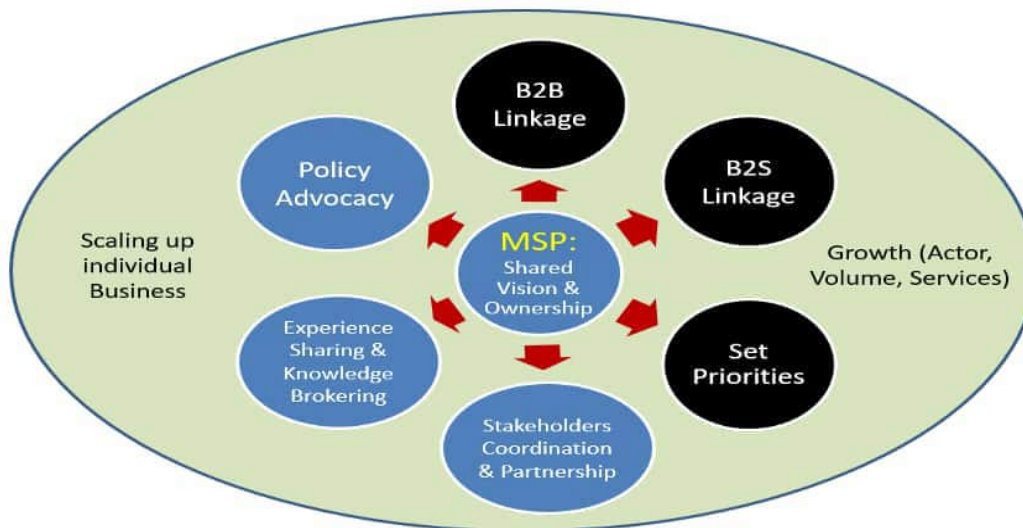 B2B
Linkage
Policy
Advocacy
B2S
Linkage
MSP:
Shared
Vision &
Ownership
Scaling up
individual
Business
Growth (Actor,
Volume, Services)
Experience
Sharing &
Knowledge
Brokering
Set
Priorities
Stakeholders
Coordination
& Partnership